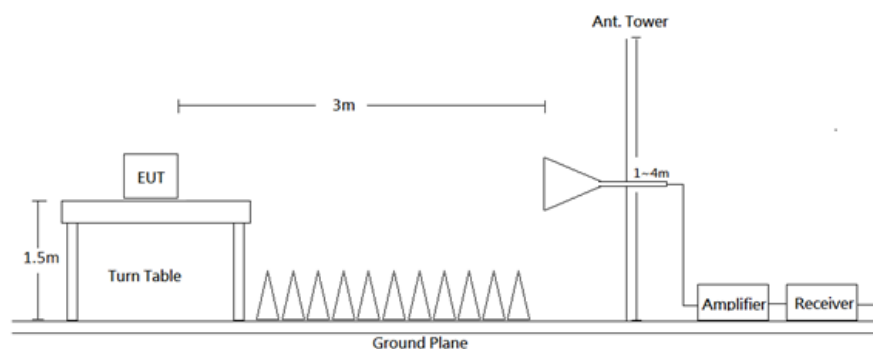 Ant. Tower
3m
EUT
1~4m
1.5m
Turn Table
Amplifier
Receiver
Ground Plane